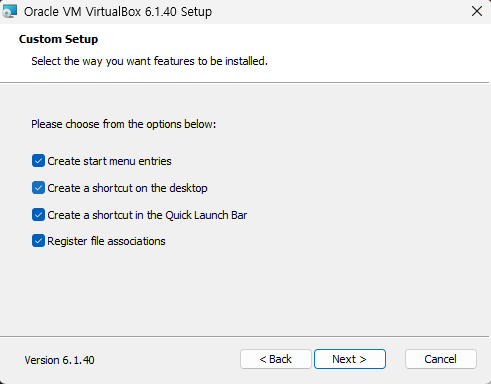 Oracle VM VirtualBox 6.1.40 Setup
Custom Setup
Select the way you want features to be installed.
Please choose from the options below:
Create start menu entries
Create a shortcut on the desktop
Create a shortcut in the Quick Launch Bar
Register file associations
Version 6.1.40
< Back
Next >
Cancel